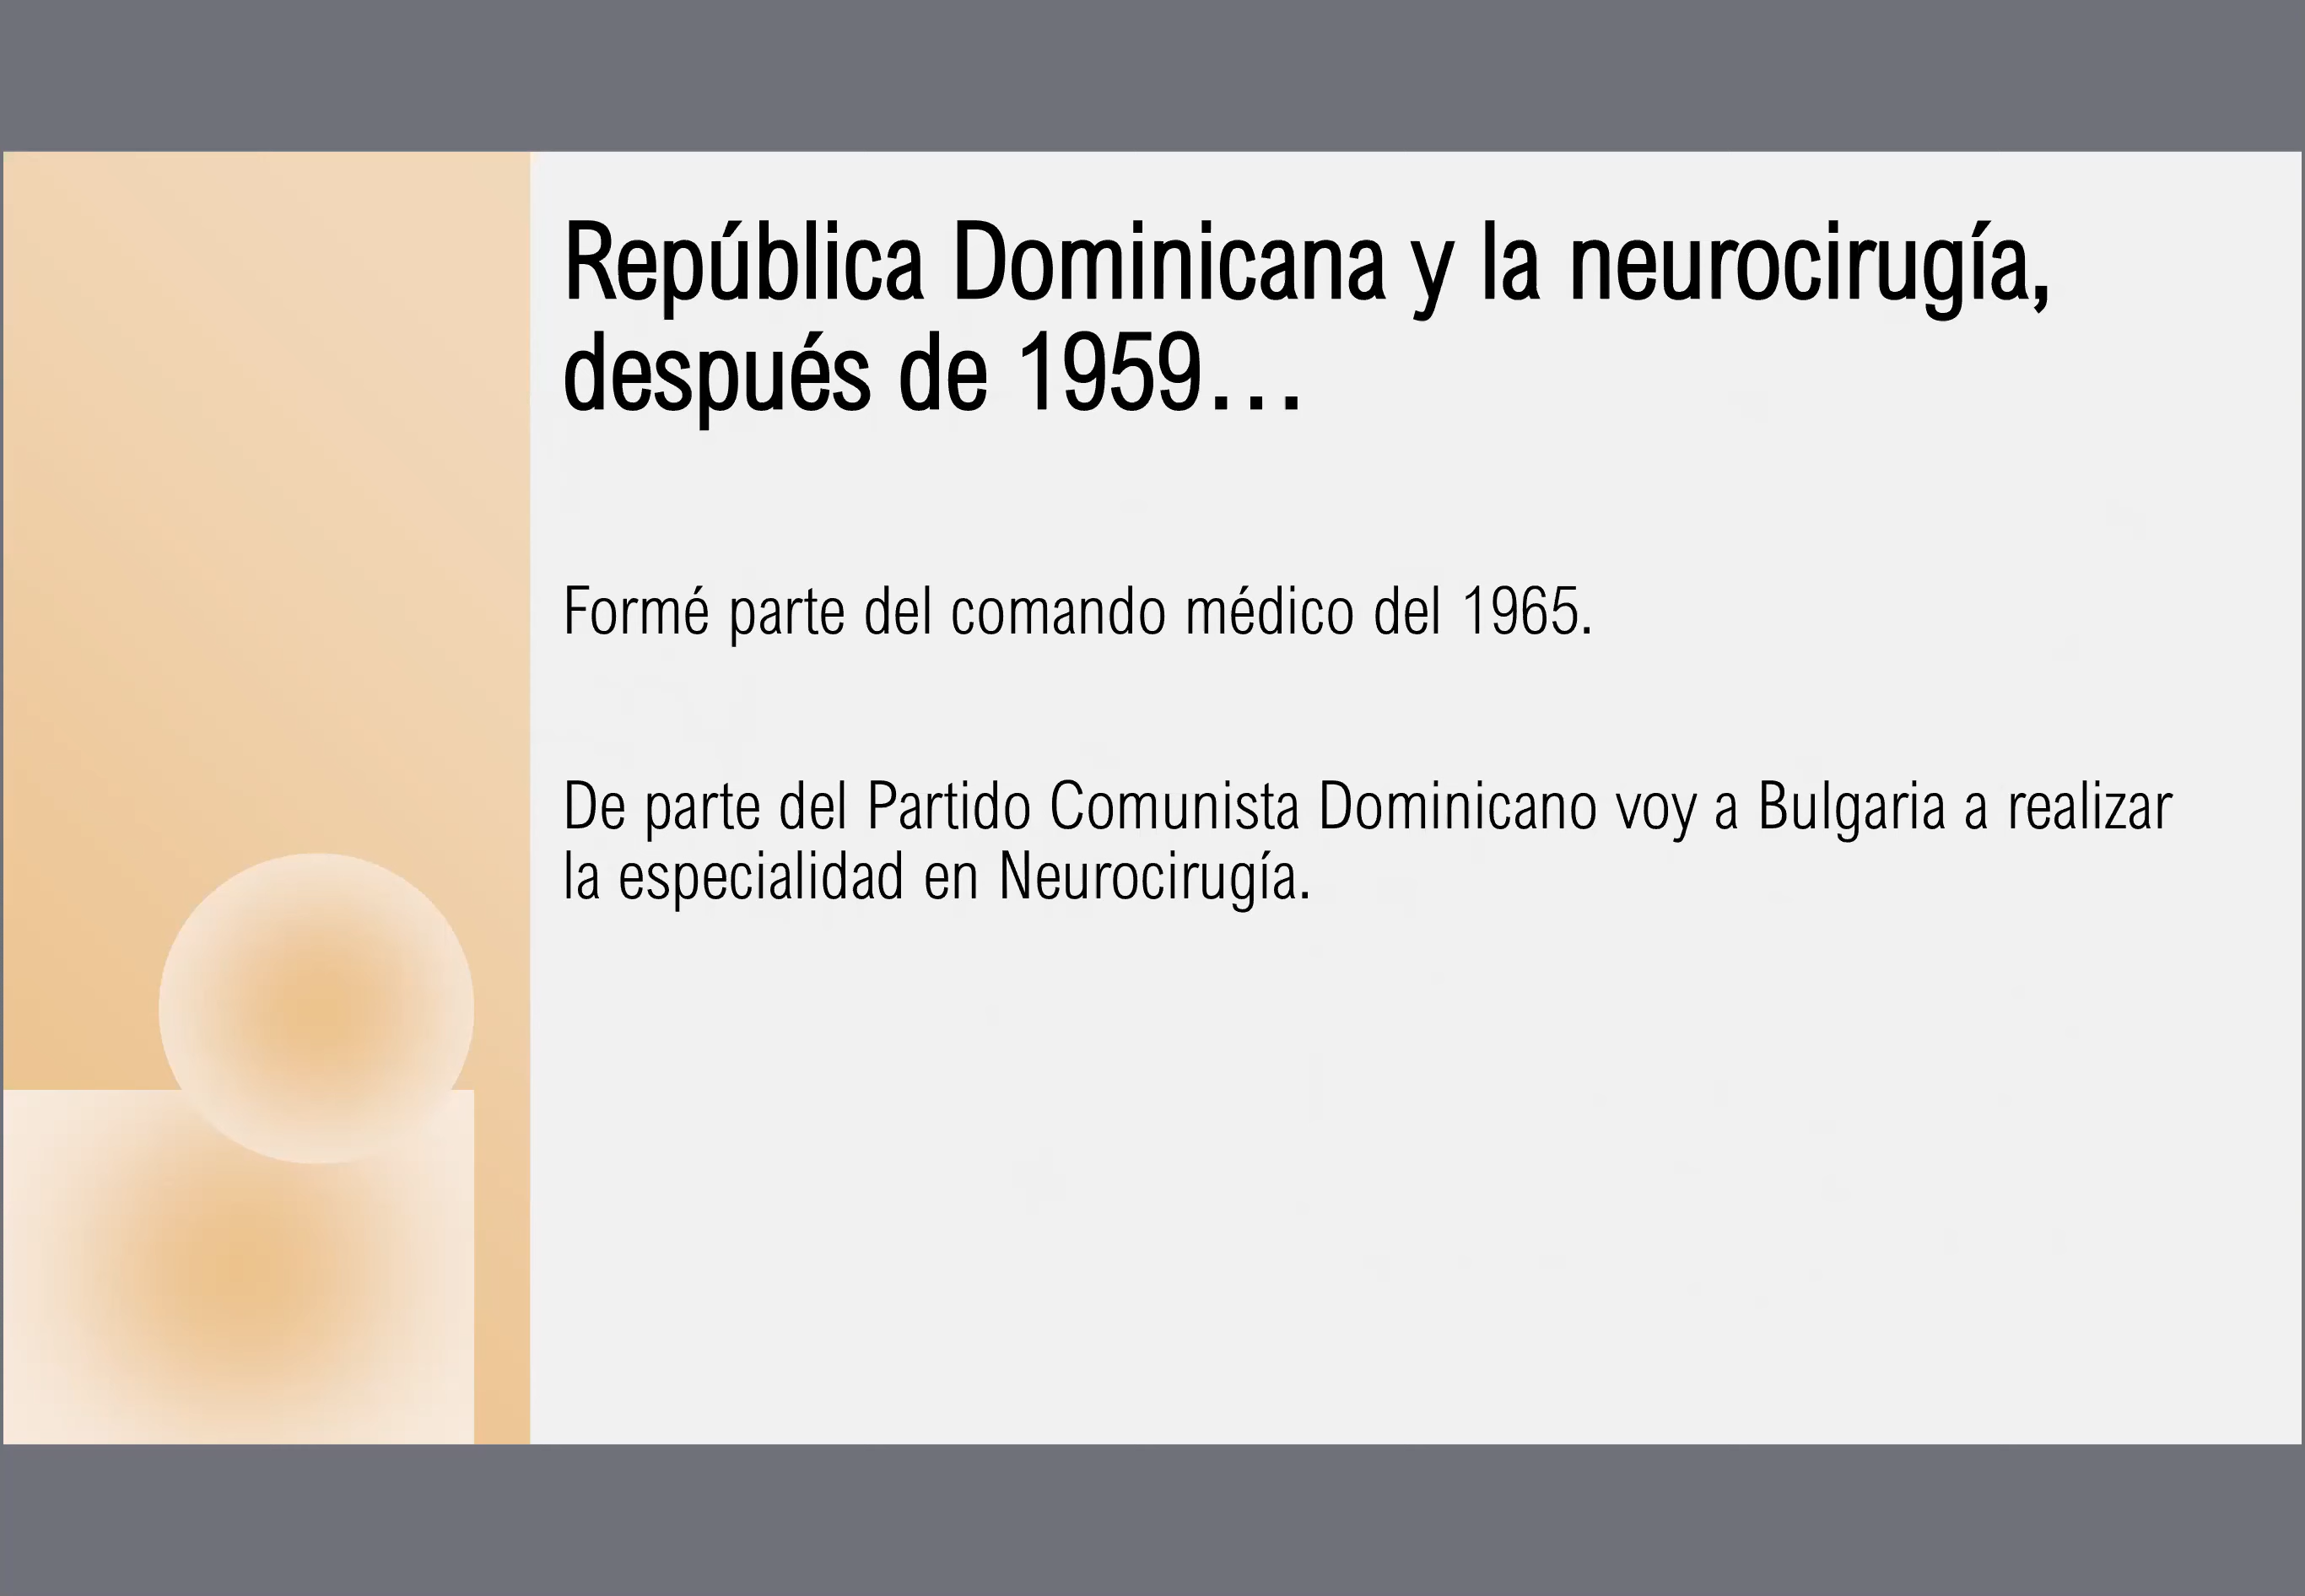 República Dominicana y la neurocirugía,
después de 1959...
Formé parte del comando médico del 1965.
De parte del Partido Comunista Dominicano voy a Bulgaria a realizar
la especialidad en Neurocirugía.